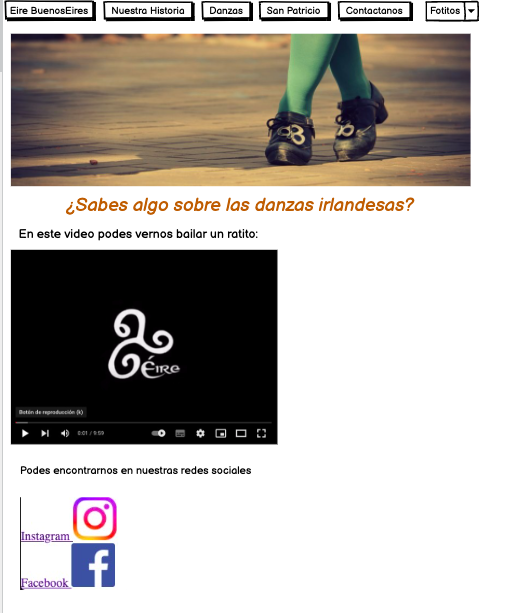 Eire BuenosEires
Nuestra Historia
Danzas
San Patricio
Contactanos
Fotitos
¿Sabes algo sobre las danzas irlandesas?
En este video podes vernos bailar un ratito:
Éire
Botón de reproducción (k)
0:01 / 9:59
Podes encontrarnos en nuestras redes sociales
Instagram
Facebook